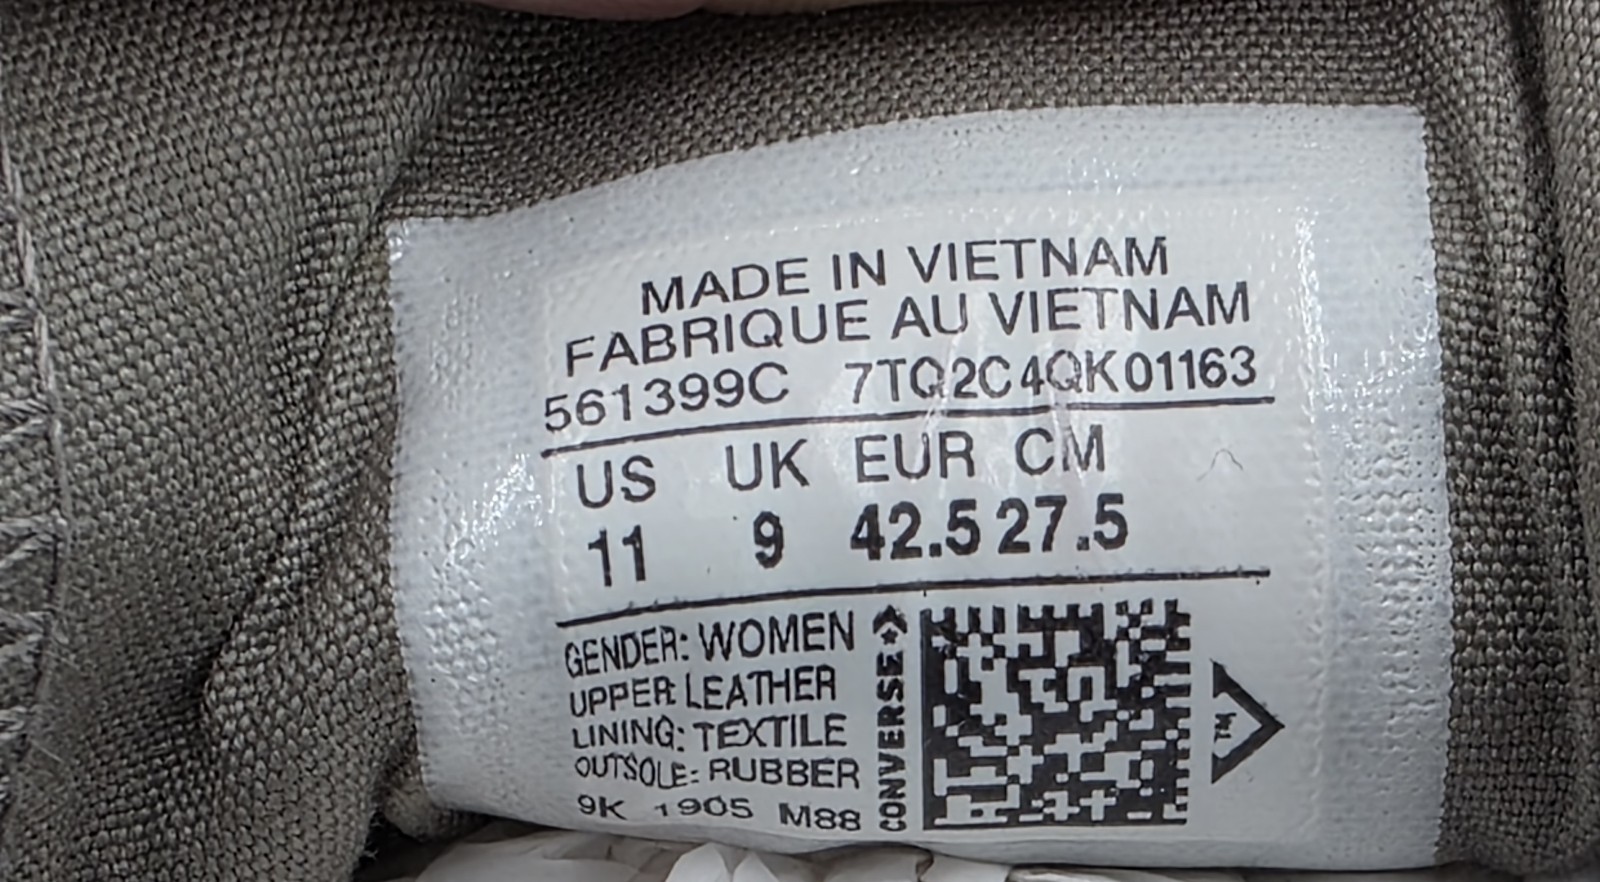 MADE IN VIETNAM
FABRIQUE AU VIETNAM
561399C 7TQ2C4QK01163
US UK EUR CM
11 9 42.5 27.5
GENDER: WOMEN
UPPER: LEATHER
LINING: TEXTILE
OUTSOLE: RUBBER
9K 1905 M88
CONVERSE